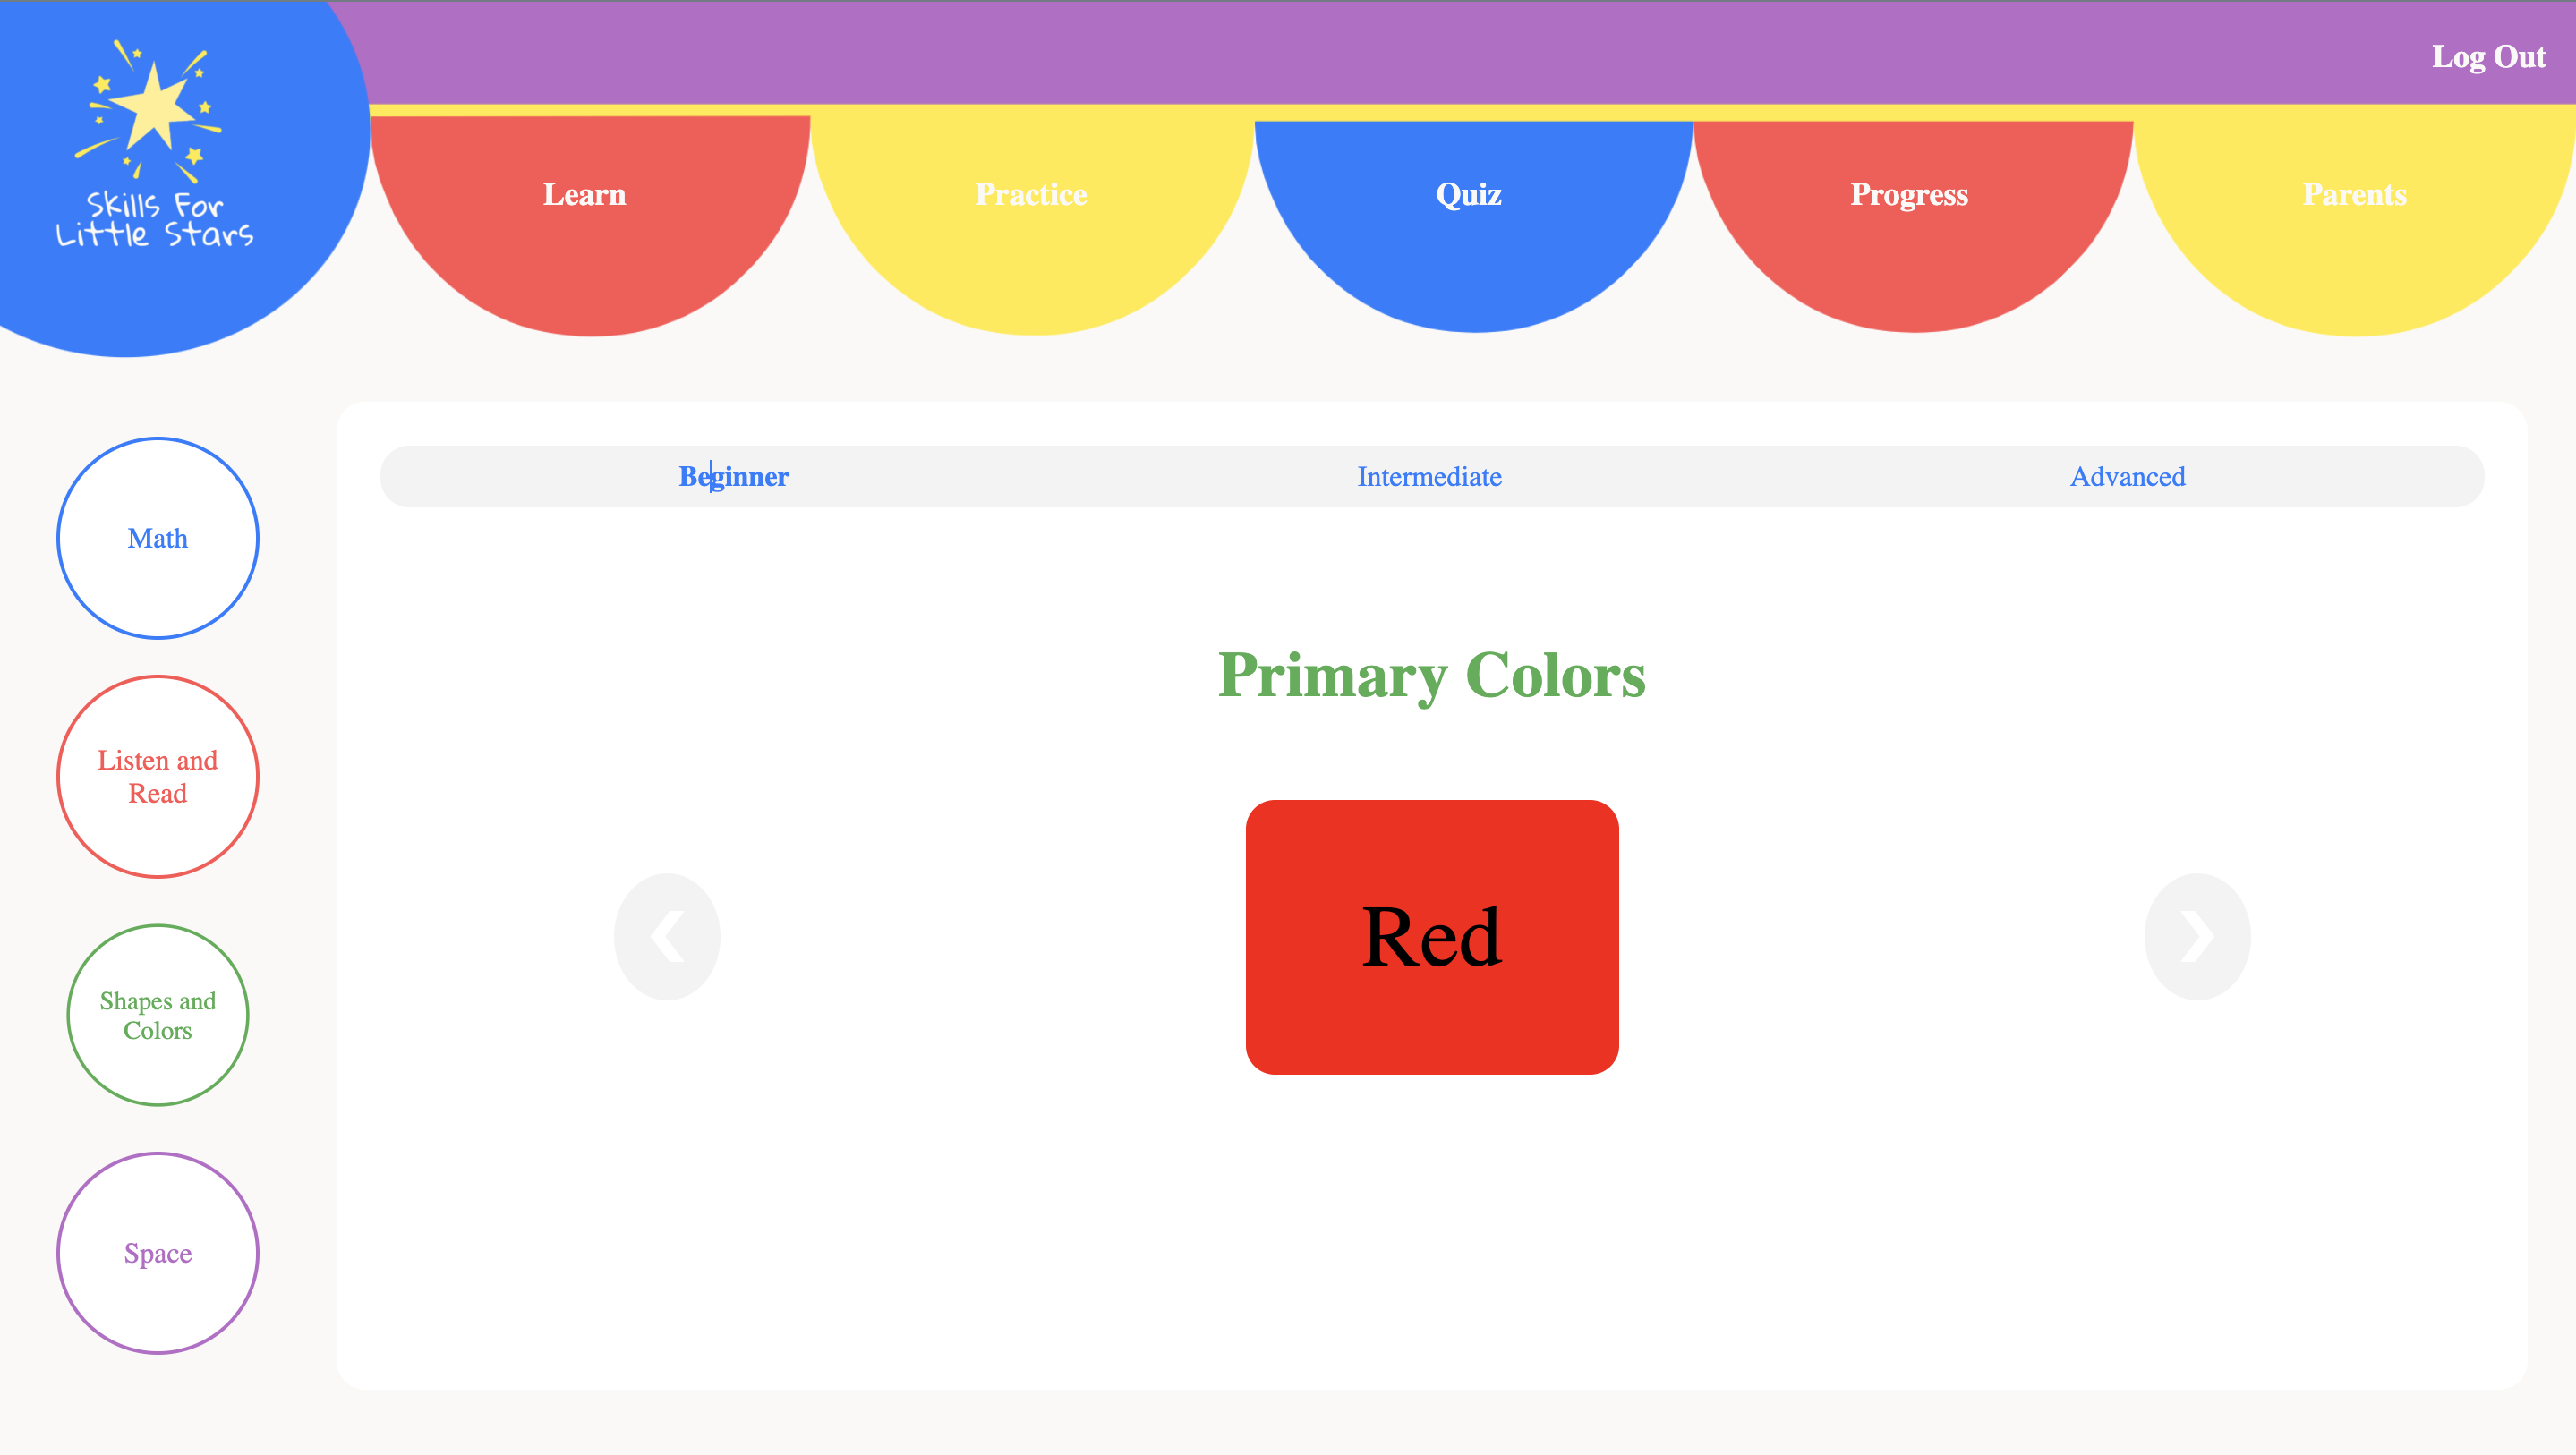 Log Out
Skills For
Little Stars
Learn
Practice
Quiz
Progress
Parents
Beginner
Intermediate
Advanced
Math
Listen and
Read
Shapes and
Colors
Space
Primary Colors
Red